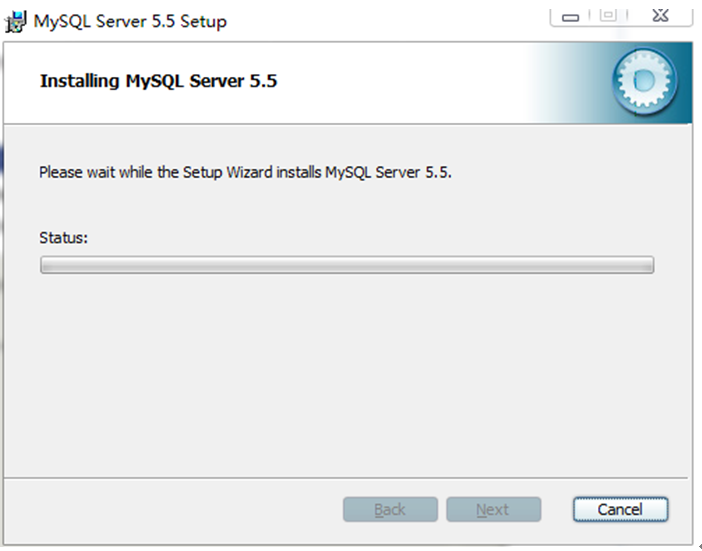 MySQL Server 5.5 Setup
Installing MySQL Server 5.5
Please wait while the Setup Wizard installs MySQL Server 5.5.
Status:
Back Next Cancel